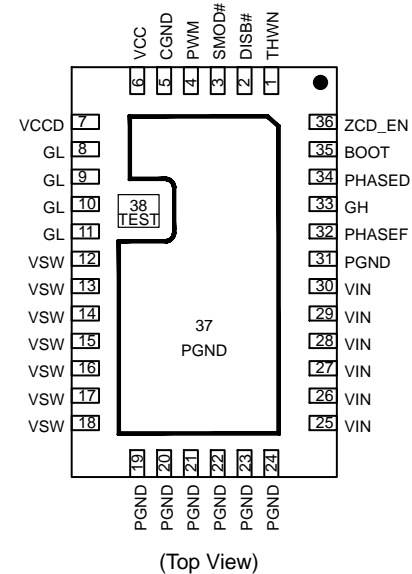 VCC
CGND
PWM
SMOD#
DISB#
THWN
6
5
4
3
2
1
VCCD 7
GL 8
GL 9
GL 10
GL 11
VSW 12
VSW 13
VSW 14
VSW 15
VSW 16
VSW 17
VSW 18
38
TEST
37
PGND
36 ZCD_EN
35 BOOT
34 PHASED
33 GH
32 PHASEF
31 PGND
30 VIN
29 VIN
28 VIN
27 VIN
26 VIN
25 VIN
19
20
21
22
23
24
PGND
PGND
PGND
PGND
PGND
PGND
(Top View)